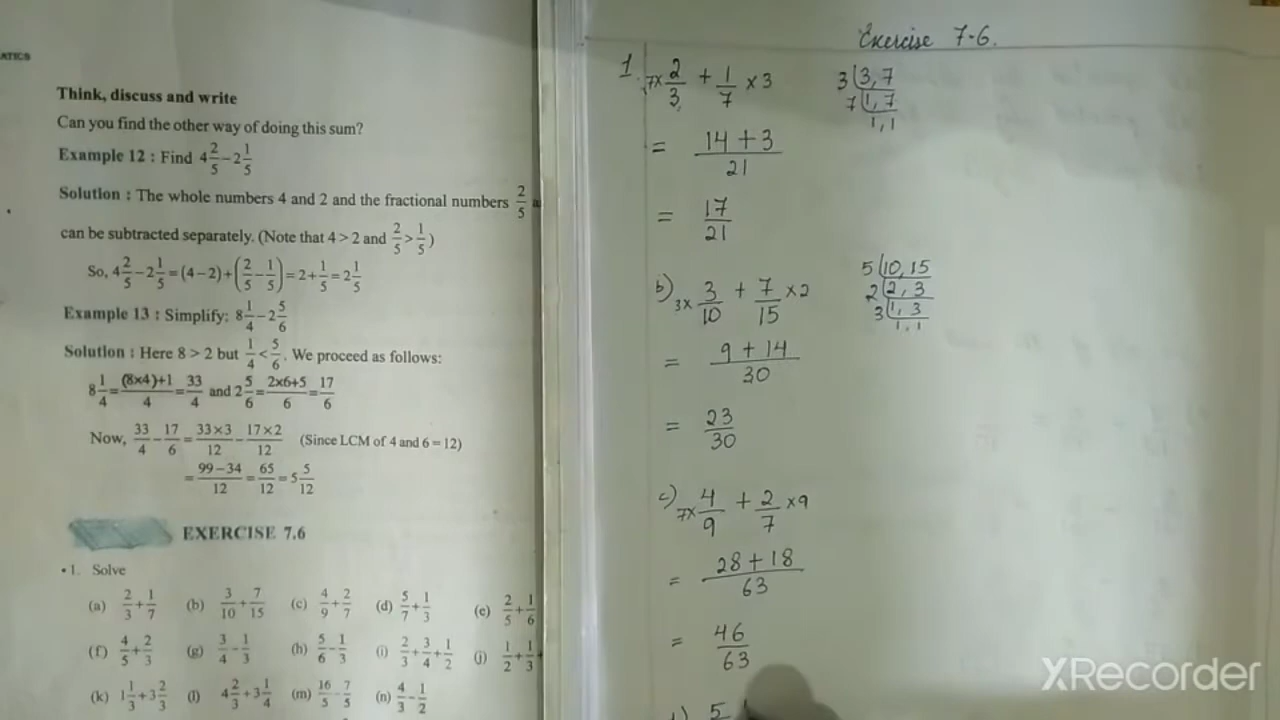 ATICS
Think, discuss and write
Can you find the other way of doing this sum?
Example 12 : Find 4 2/5 − 2 1/5
Solution : The whole numbers 4 and 2 and the fractional numbers 2/5
can be subtracted separately. (Note that 4 > 2 and 2/5 > 1/5)
So, 4 2/5 − 2 1/5 = (4 − 2) + (2/5 − 1/5) = 2 + 1/5 = 2 1/5
Example 13 : Simplify; 8 1/4 − 2 5/6
Solution : Here 8 > 2 but 1/4 < 5/6. We proceed as follows:
8 1/4 = (8×4)+1/4 = 33/4 and 2 5/6 = 2×6+5/6 = 17/6
Now, 33/4 − 17/6 = 33×3/12 − 17×2/12 (Since LCM of 4 and 6 = 12)
= 99−34/12 = 65/12 = 5 5/12
EXERCISE 7.6
1. Solve
(a) 2/3 + 1/7 (b) 3/10 + 7/15 (c) 4/9 + 2/7 (d) 5/7 + 1/3 (e) 2/5 + 1/6
(f) 4/5 + 2/3 (g) 3/4 − 1/3 (h) 5/6 − 1/3 (i) 2/3 + 3/4 + 1/2 (j) 1/2 + 1/3 +
(k) 1 1/3 + 3 2/3 (l) 4 2/3 + 3 1/4 (m) 16/5 − 7/5 (n) 4/3 − 1/2
Exercise 7-6.
1. 7× 2/3 + 1/7 ×3
3 | 3, 7
7 | 1, 7
1, 1
= 14 + 3/21
= 17/21
b) 3× 3/10 + 7/15 ×2
5 | 10, 15
2 | 2, 3
3 | 1, 3
1, 1
= 9 + 14/30
= 23/30
c) 7× 4/9 + 2/7 ×9
= 28 + 18/63
= 46/63
5
XRecorder